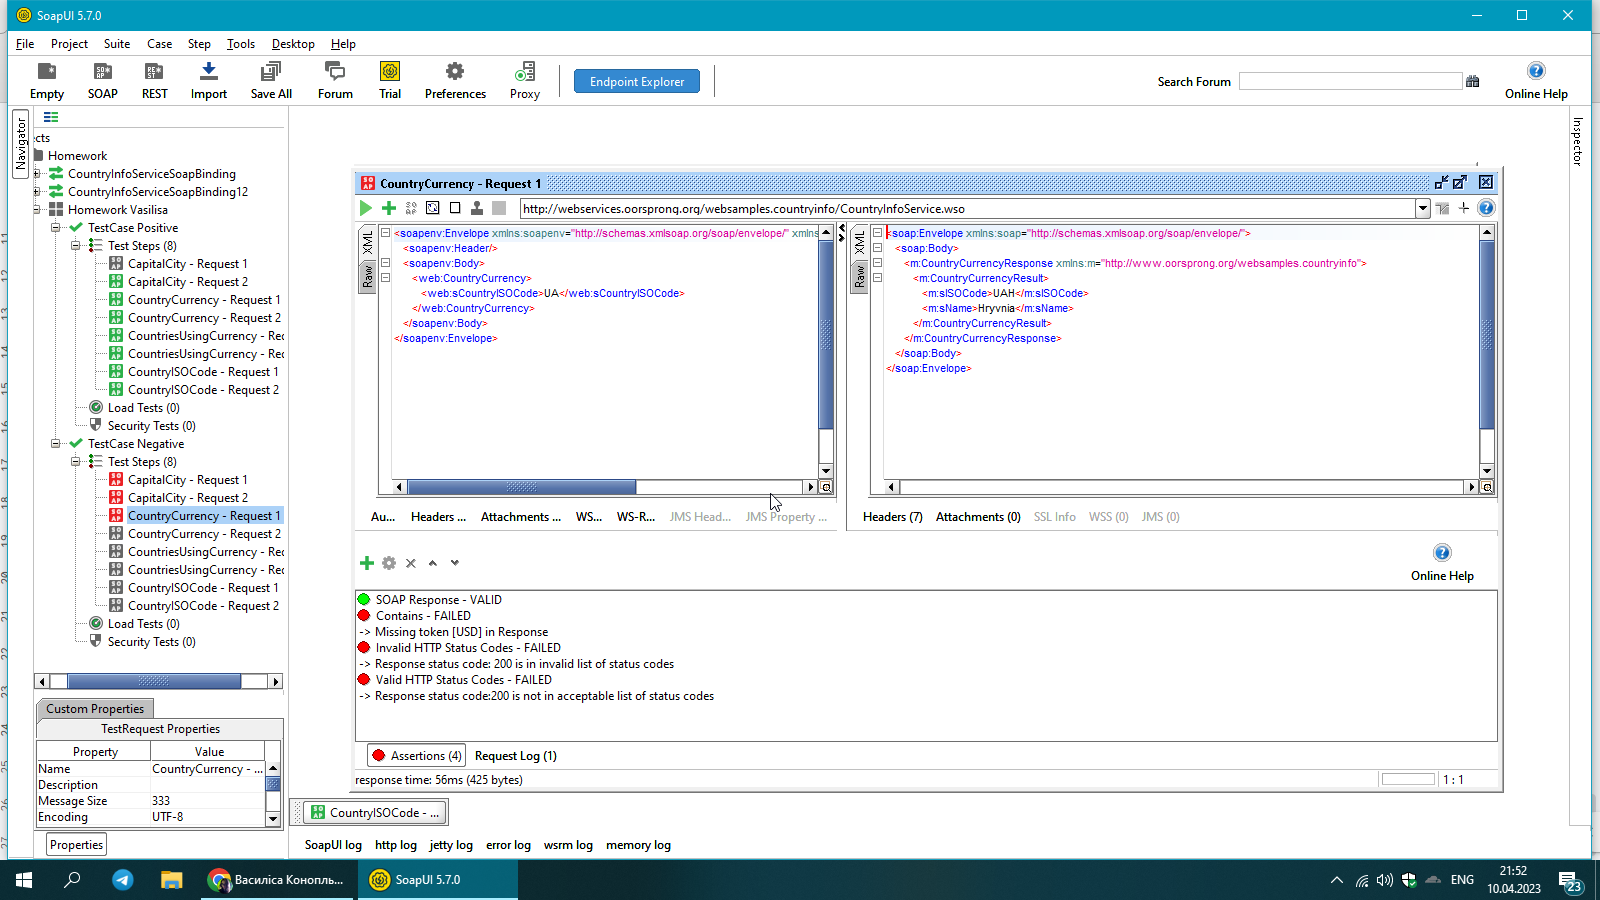 SoapUI 5.7.0
File Project Suite Case Step Tools Desktop Help
Empty SOAP REST Import Save All Forum Trial Preferences Proxy
Endpoint Explorer
Search Forum
Online Help
Navigator
Inspector
ects
Homework
CountryInfoServiceSoapBinding
CountryInfoServiceSoapBinding12
Homework Vasilisa
TestCase Positive
Test Steps (8)
CapitalCity - Request 1
CapitalCity - Request 2
CountryCurrency - Request 1
CountryCurrency - Request 2
CountriesUsingCurrency - Rec
CountriesUsingCurrency - Rec
CountryISOCode - Request 1
CountryISOCode - Request 2
Load Tests (0)
Security Tests (0)
TestCase Negative
Test Steps (8)
CapitalCity - Request 1
CapitalCity - Request 2
CountryCurrency - Request 1
CountryCurrency - Request 2
CountriesUsingCurrency - Rec
CountriesUsingCurrency - Rec
CountryISOCode - Request 1
CountryISOCode - Request 2
Load Tests (0)
Security Tests (0)
Custom Properties
TestRequest Properties
Property Value
Name CountryCurrency - ...
Description
Message Size 333
Encoding UTF-8
Properties
CountryCurrency - Request 1
http://webservices.oorsprong.org/websamples.countryinfo/CountryInfoService.wso
XML
Raw
<soapenv:Envelope xmlns:soapenv="http://schemas.xmlsoap.org/soap/envelope/" xmlns
<soapenv:Header/>
<soapenv:Body>
<web:CountryCurrency>
<web:sCountryISOCode>UA</web:sCountryISOCode>
</web:CountryCurrency>
</soapenv:Body>
</soapenv:Envelope>
XML
Raw
<soap:Envelope xmlns:soap="http://schemas.xmlsoap.org/soap/envelope/">
<soap:Body>
<m:CountryCurrencyResponse xmlns:m="http://www.oorsprong.org/websamples.countryinfo">
<m:CountryCurrencyResult>
<m:sISOCode>UAH</m:sISOCode>
<m:sName>Hryvnia</m:sName>
</m:CountryCurrencyResult>
</m:CountryCurrencyResponse>
</soap:Body>
</soap:Envelope>
Au... Headers ... Attachments ... WS... WS-R... JMS Head... JMS Property ...
Headers (7) Attachments (0) SSL Info WSS (0) JMS (0)
Online Help
SOAP Response - VALID
Contains - FAILED
-> Missing token [USD] in Response
Invalid HTTP Status Codes - FAILED
-> Response status code: 200 is in invalid list of status codes
Valid HTTP Status Codes - FAILED
-> Response status code:200 is not in acceptable list of status codes
Assertions (4) Request Log (1)
response time: 56ms (425 bytes)
1 : 1
CountryISOCode - ...
SoapUI log http log jetty log error log wsrm log memory log
Василіса Конопль...
SoapUI 5.7.0
ENG
21:52
10.04.2023
23